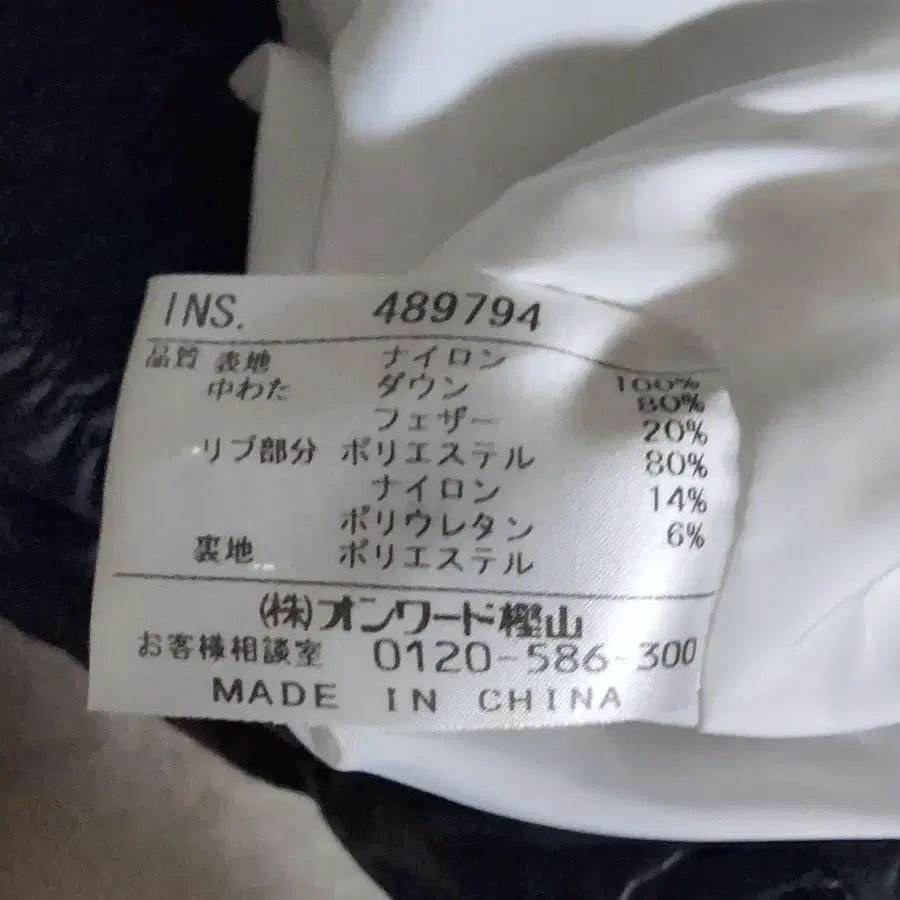 INS. 489794
品質 表地 ナイロン 100%
中わた ダウン 80%
フェザー 20%
リブ部分 ポリエステル 80%
ナイロン 14%
ポリウレタン 6%
裏地 ポリエステル
(株)オンワード樫山
お客様相談室 0120-586-300
MADE IN CHINA